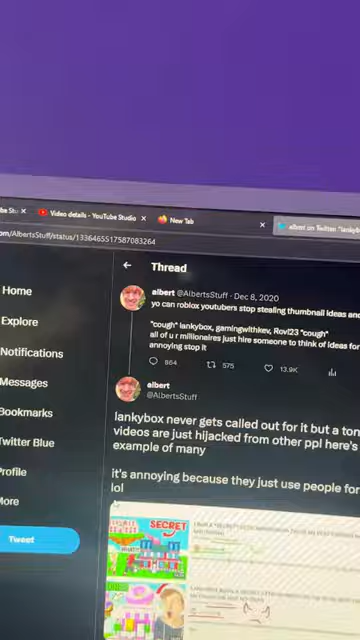 Video details - YouTube Studio
New Tab
albert on Twitter
om/AlbertsStuff/status/1336465517587083264
Home
Thread
albert @AlbertsStuff · Dec 8, 2020
Explore
yo can roblox youtubers stop stealing thumbnail ideas and
"cough" lankybox, gamingwithkev, Rovl23 "cough"
Notifications
all of u r millionaires just hire someone to think of ideas for
annoying stop it
Messages
864 575 13.9K
Bookmarks
albert
@AlbertsStuff
Twitter Blue
lankybox never gets called out for it but a ton
videos are just hijacked from other ppl here's
Profile
example of many
More
it's annoying because they just use people for
lol
Tweet
SECRET